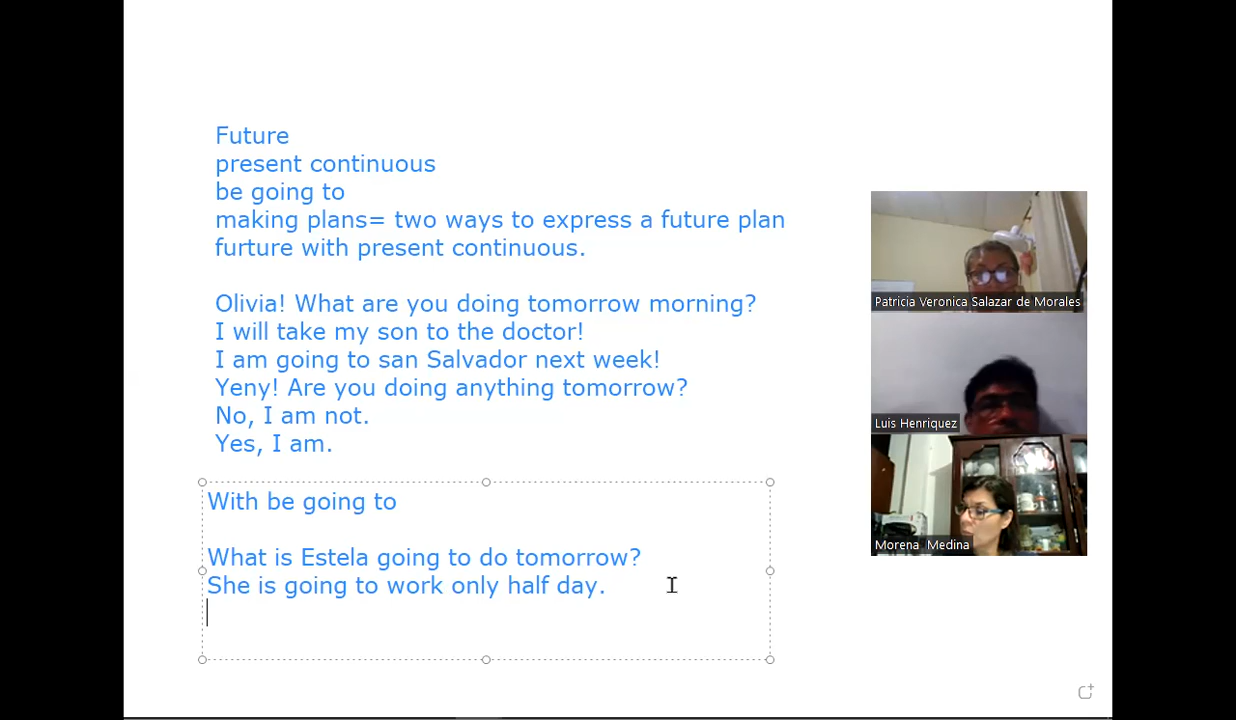 Future
present continuous
be going to
making plans= two ways to express a future plan
furture with present continuous.
Olivia! What are you doing tomorrow morning?
I will take my son to the doctor!
I am going to san Salvador next week!
Yeny! Are you doing anything tomorrow?
No, I am not.
Yes, I am.
With be going to
What is Estela going to do tomorrow?
She is going to work only half day.
Patricia Veronica Salazar de Morales
Luis Henriquez
Morena Medina